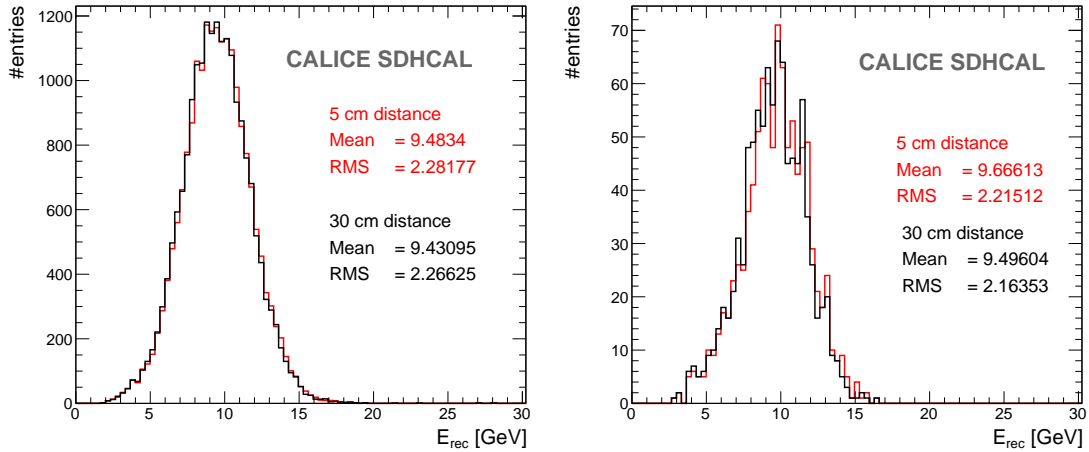 #entries
1200
1000
800
600
400
200
0
CALICE SDHCAL
5 cm distance
Mean = 9.4834
RMS = 2.28177
30 cm distance
Mean = 9.43095
RMS = 2.26625
0 5 10 15 20 25 30
E_rec [GeV]
#entries
70
60
50
40
30
20
10
0
CALICE SDHCAL
5 cm distance
Mean = 9.66613
RMS = 2.21512
30 cm distance
Mean = 9.49604
RMS = 2.16353
0 5 10 15 20 25 30
E_rec [GeV]